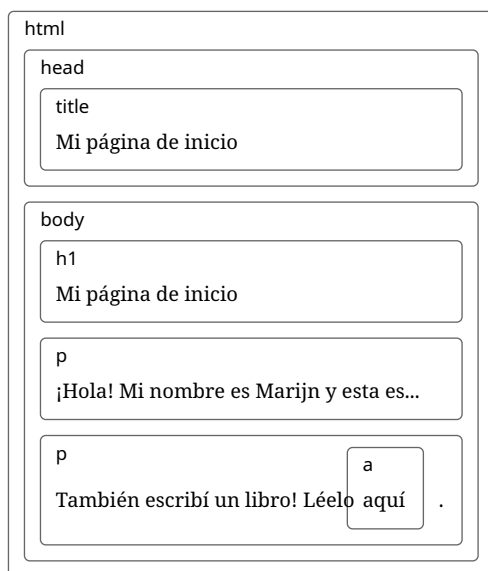 html
head
title
Mi página de inicio
body
h1
Mi página de inicio
p
¡Hola! Mi nombre es Marijn y esta es...
p
a
También escribí un libro! Léelo aquí .